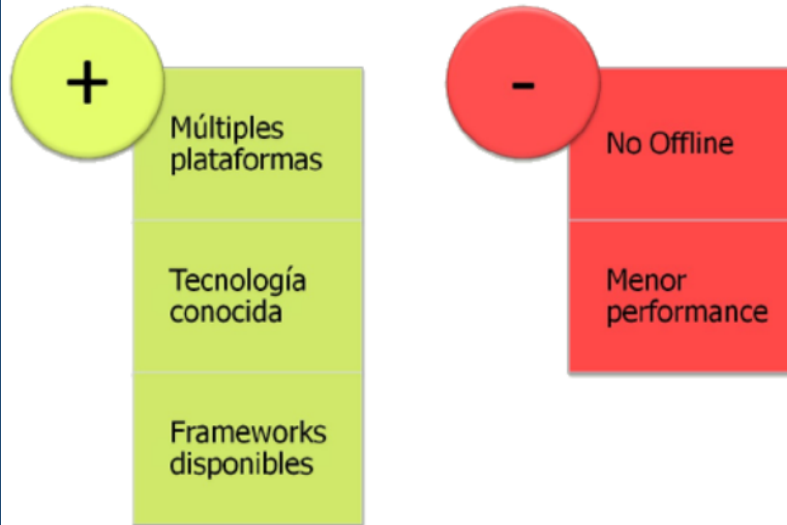 +
Múltiples
plataformas
Tecnología
conocida
Frameworks
disponibles
-
No Offline
Menor
performance